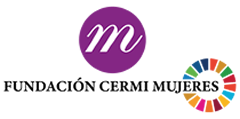 m
FUNDACIÓN CERMI MUJERES